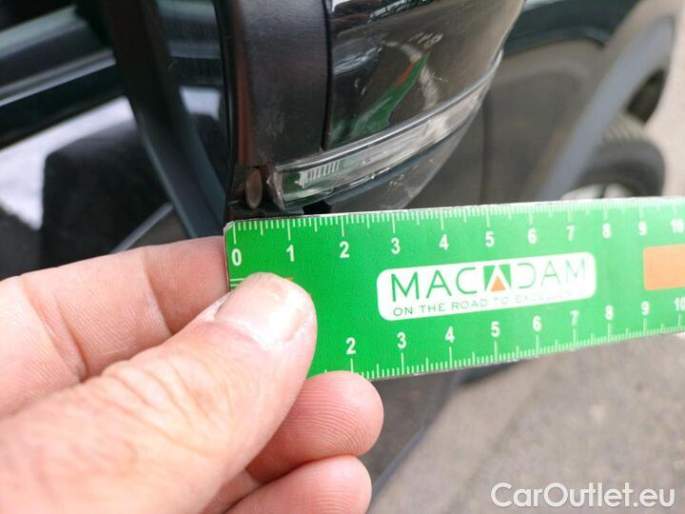 0 1 2 3 4 5 6 7 8 9 10
MACADAM
ON THE ROAD TO
2 3 4 5 6 7 8 9 10
CarOutlet.eu